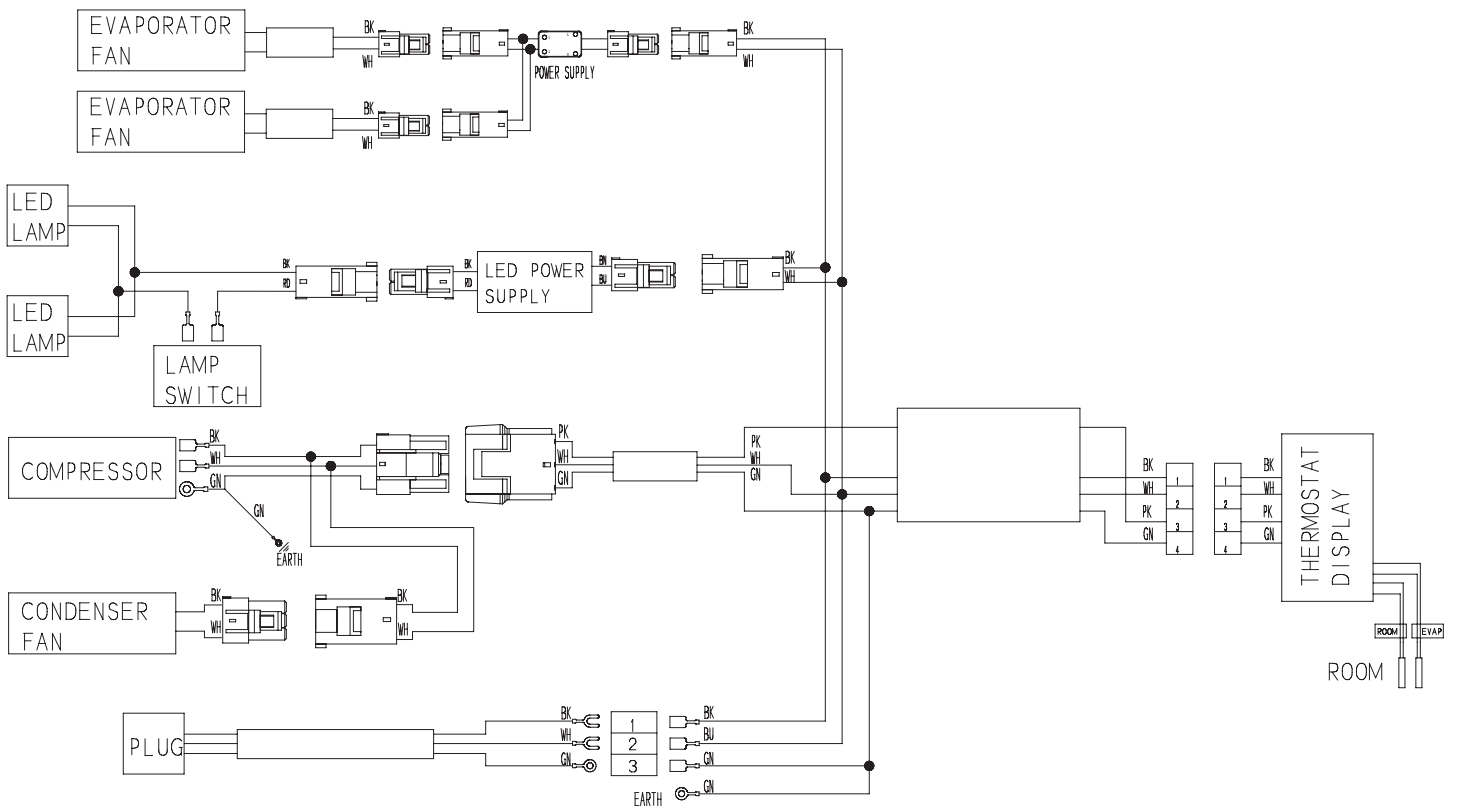 EVAPORATOR
FAN
BK
WH
POWER SUPPLY
BK
WH
EVAPORATOR
FAN
BK
WH
LED
LAMP
LED
LAMP
BK
RD
BK
RD
LED POWER
SUPPLY
BN
BU
BK
WH
LAMP
SWITCH
COMPRESSOR
BK
WH
GN
GN
EARTH
PK
WH
GN
PK
WH
GN
BK
WH
PK
GN
1
2
3
4
1
2
3
4
BK
WH
PK
GN
THERMOSTAT
DISPLAY
ROOM
EVAP
ROOM
CONDENSER
FAN
BK
WH
BK
WH
PLUG
BK
WH
GN
1
2
3
BK
BU
GN
GN
EARTH